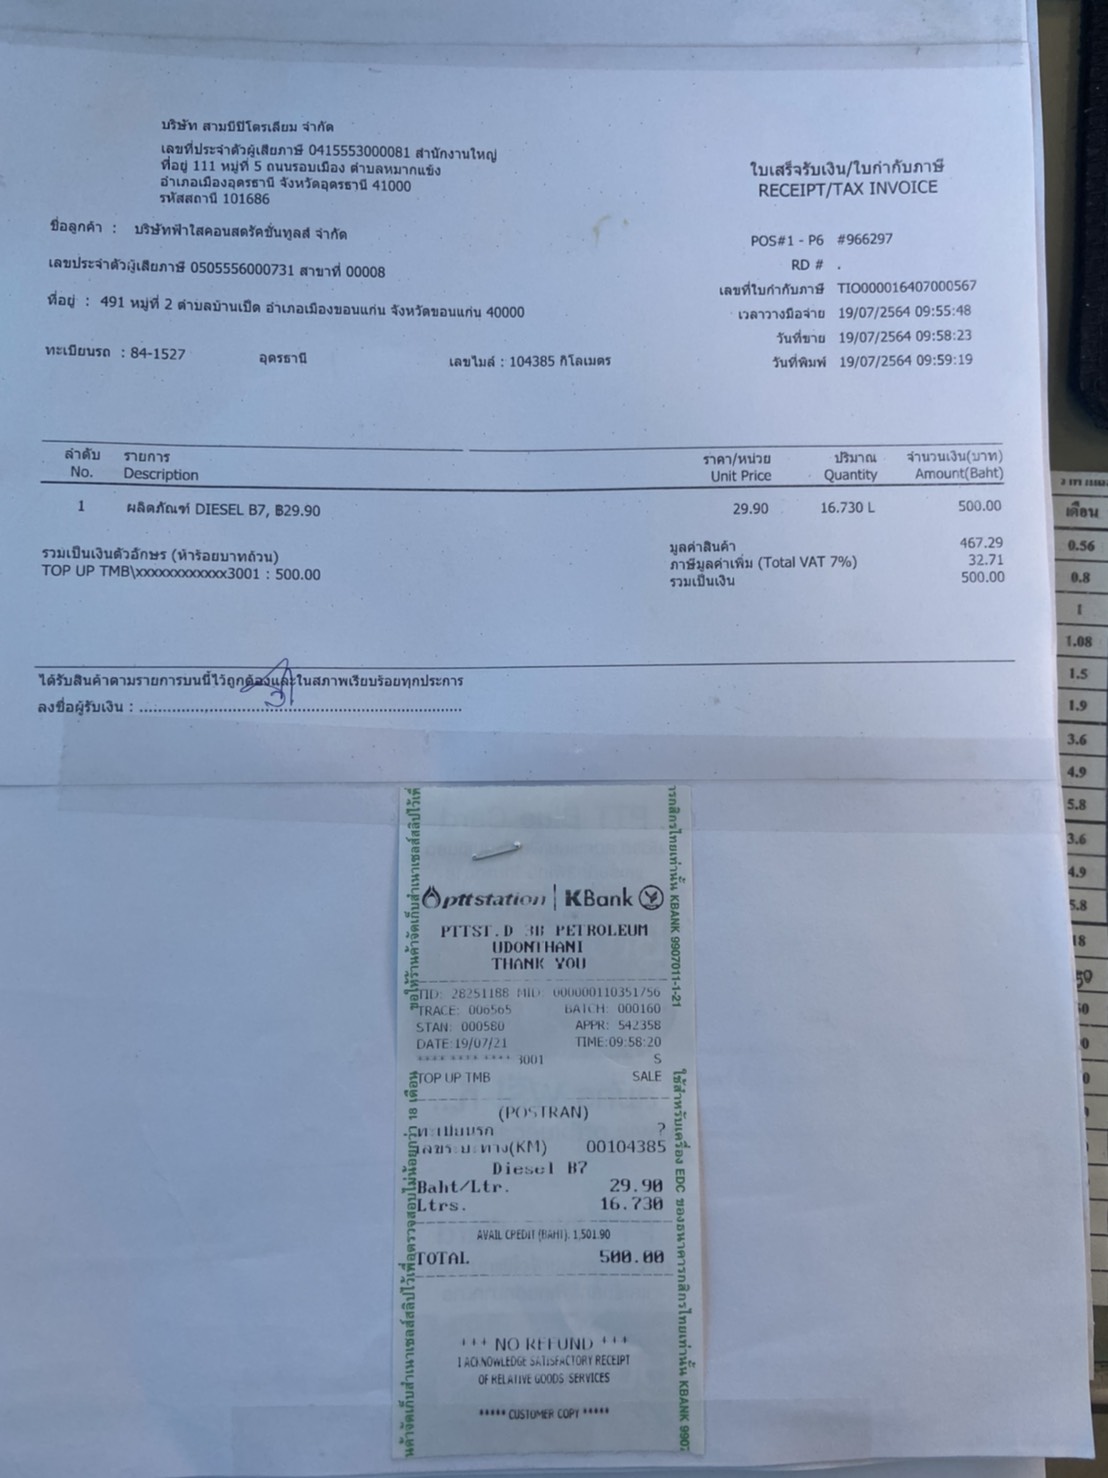 บริษัท สามบีปิโตรเลียม จำกัด
เลขที่ประจำตัวผู้เสียภาษี 0415553000081 สำนักงานใหญ่
ที่อยู่ 111 หมู่ที่ 5 ถนนรอบเมือง ตำบลหมากแข้ง
อำเภอเมืองอุดรธานี จังหวัดอุดรธานี 41000
รหัสสถานี 101686
ใบเสร็จรับเงิน/ใบกำกับภาษี
RECEIPT/TAX INVOICE
ชื่อลูกค้า : บริษัทฟ้าใสคอนสตรัคชั่นทูลส์ จำกัด
POS#1 - P6 #966297
RD # .
เลขประจำตัวผู้เสียภาษี 0505556000731 สาขาที่ 00008
เลขที่ใบกำกับภาษี TIO000016407000567
ที่อยู่ : 491 หมู่ที่ 2 ตำบลบ้านเป็ด อำเภอเมืองขอนแก่น จังหวัดขอนแก่น 40000
เวลาวางมือจ่าย 19/07/2564 09:55:48
วันที่ขาย 19/07/2564 09:58:23
ทะเบียนรถ : 84-1527 อุดรธานี เลขไมล์ : 104385 กิโลเมตร
วันที่พิมพ์ 19/07/2564 09:59:19
ลำดับ รายการ ราคา/หน่วย ปริมาณ จำนวนเงิน(บาท)
No. Description Unit Price Quantity Amount(Baht)
1 ผลิตภัณฑ์ DIESEL B7, ฿29.90 29.90 16.730 L 500.00
รวมเป็นเงินตัวอักษร (ห้าร้อยบาทถ้วน)
TOP UP TMB\xxxxxxxxxxxx3001 : 500.00
มูลค่าสินค้า 467.29
ภาษีมูลค่าเพิ่ม (Total VAT 7%) 32.71
รวมเป็นเงิน 500.00
ได้รับสินค้าตามรายการบนนี้ไว้ถูกต้องและในสภาพเรียบร้อยทุกประการ
ลงชื่อผู้รับเงิน :
pttstation | KBank
PTTST.D 3B PETROLEUM
UDONTHANI
THANK YOU
TID: 28251188 MID: 000000110351756
TRACE: 006565 BATCH: 000160
STAN: 000580 APPR: 542358
DATE:19/07/21 TIME:09:58:20
**** **** **** 3001 S
TOP UP TMB SALE
(POSTRAN)
ทะเบียนรถ ?
เลขระยะทาง(KM) 00104385
Diesel B7
Baht/Ltr. 29.90
Ltrs. 16.730
AVAIL CREDIT (BAHT). 1,501.90
TOTAL 500.00
*** NO REFUND ***
I ACKNOWLEDGE SATISFACTORY RECEIPT
OF RELATIVE GOODS SERVICES
***** CUSTOMER COPY *****
ใช้สำหรับเครื่อง EDC ของธนาคารกสิกรไทยเท่านั้น KBANK
รกสิกรไทยเท่านั้น KBANK 9907011-1-21
เดือน
0.56
0.8
1
1.08
1.5
1.9
3.6
4.9
5.8
3.6
4.9
5.8
18